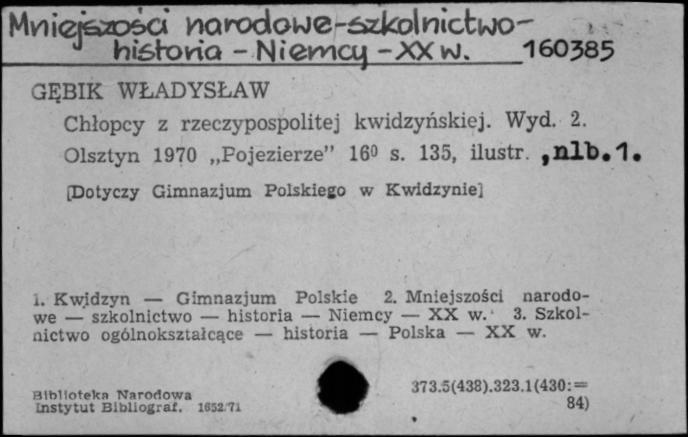 Mniejszości narodowe-szkolnictwo-
historia - Niemcy - XX w. 160385
GĘBIK WŁADYSŁAW
Chłopcy z rzeczypospolitej kwidzyńskiej. Wyd. 2.
Olsztyn 1970 „Pojezierze” 16⁰ s. 135, ilustr. , nlb. 1.
[Dotyczy Gimnazjum Polskiego w Kwidzynie]
1. Kwidzyn — Gimnazjum Polskie 2. Mniejszości narodo-
we — szkolnictwo — historia — Niemcy — XX w. 3. Szkol-
nictwo ogólnokształcące — historia — Polska — XX w.
373.5(438).323.1(430:=
84)
Biblioteka Narodowa
Instytut Bibliograf. 1652/71